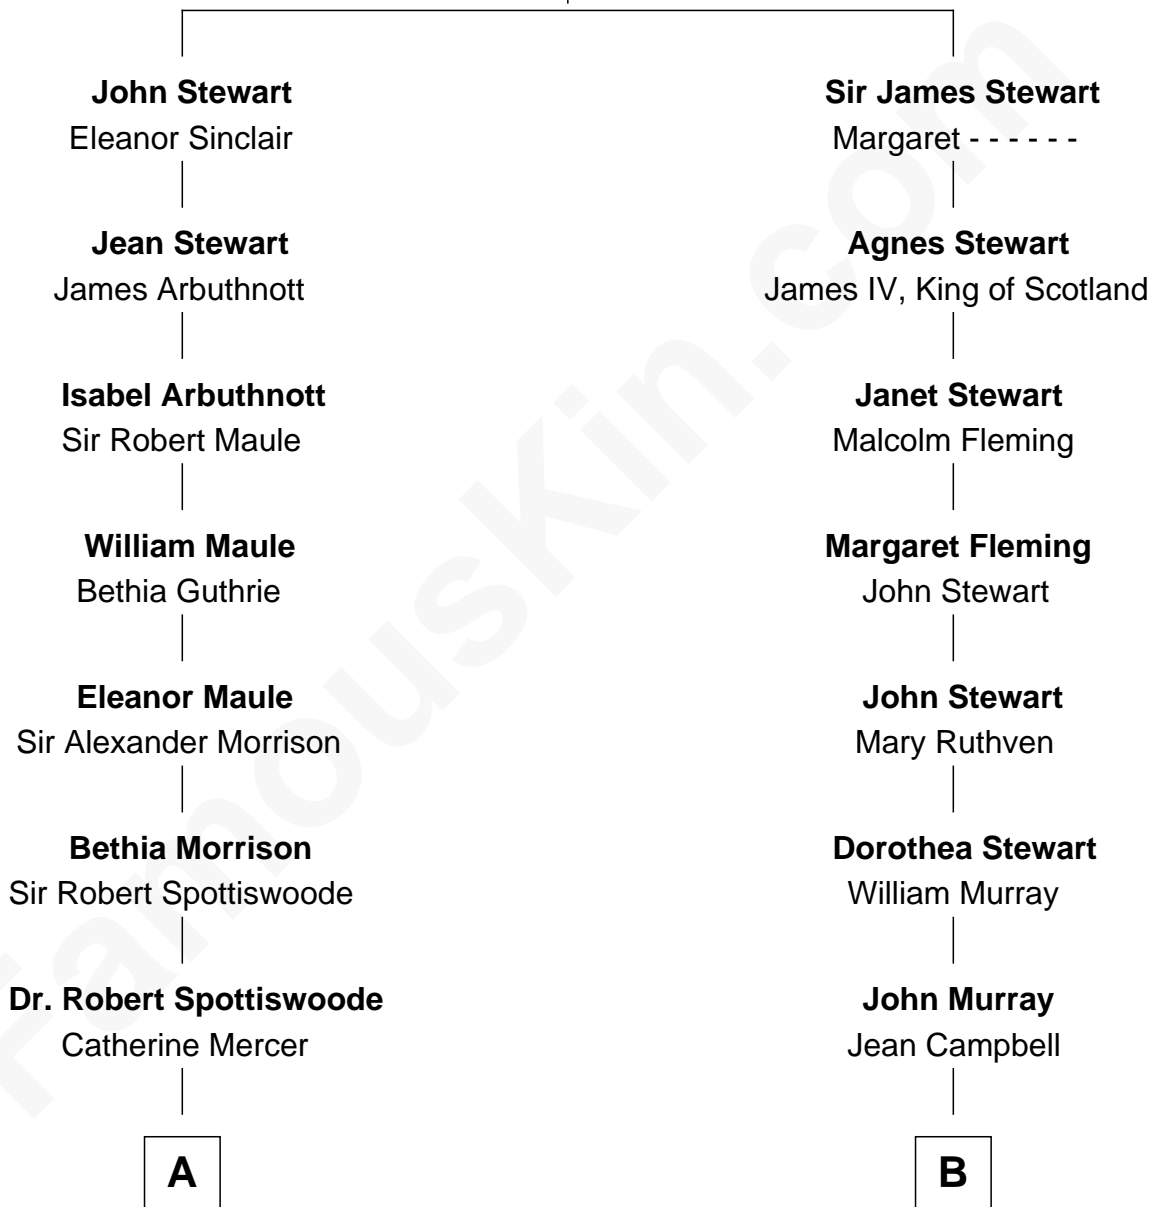 John Stewart
Eleanor Sinclair
Jean Stewart
James Arbuthnott
Isabel Arbuthnott
Sir Robert Maule
William Maule
Bethia Guthrie
Eleanor Maule
Sir Alexander Morrison
Bethia Morrison
Sir Robert Spottiswoode
Dr. Robert Spottiswoode
Catherine Mercer
A
Sir James Stewart
Margaret - - - - - -
Agnes Stewart
James IV, King of Scotland
Janet Stewart
Malcolm Fleming
Margaret Fleming
John Stewart
John Stewart
Mary Ruthven
Dorothea Stewart
William Murray
John Murray
Jean Campbell
B
FamousKin.com